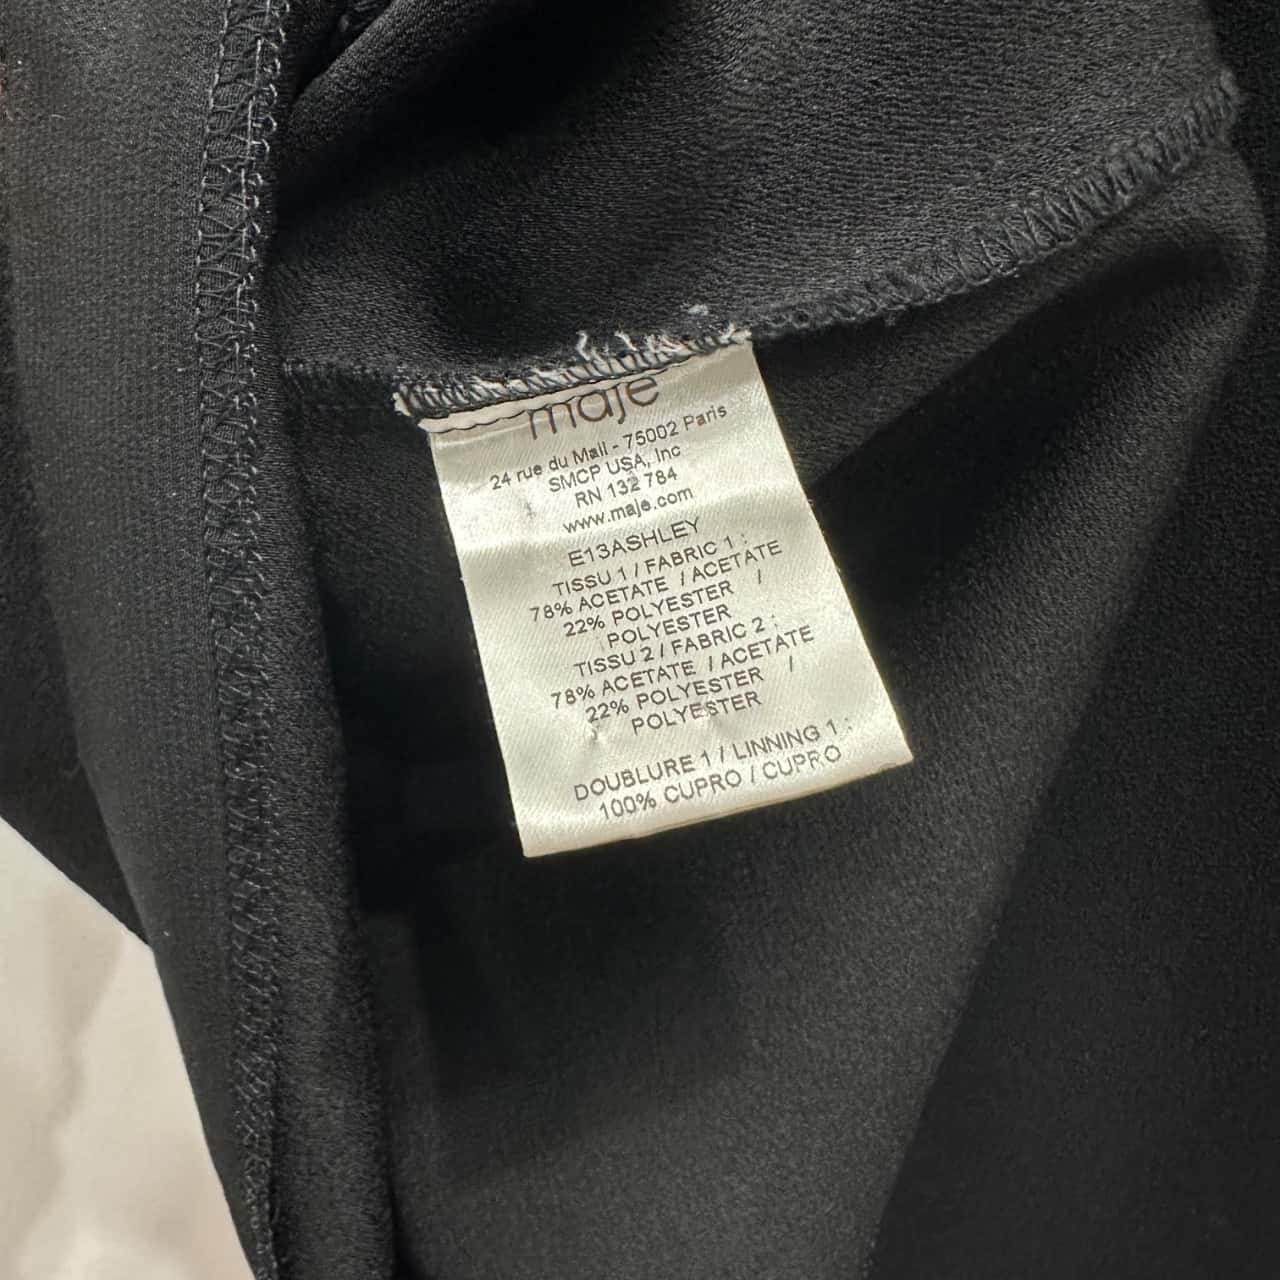 maje
24 rue du Mail - 75002 Paris
SMCP USA, Inc
RN 132 784
www.maje.com
E13ASHLEY
TISSU 1 / FABRIC 1 :
78% ACETATE / ACETATE
22% POLYESTER /
POLYESTER
TISSU 2 / FABRIC 2 :
78% ACETATE / ACETATE
22% POLYESTER /
POLYESTER
DOUBLURE 1 / LINNING 1 :
100% CUPRO / CUPRO